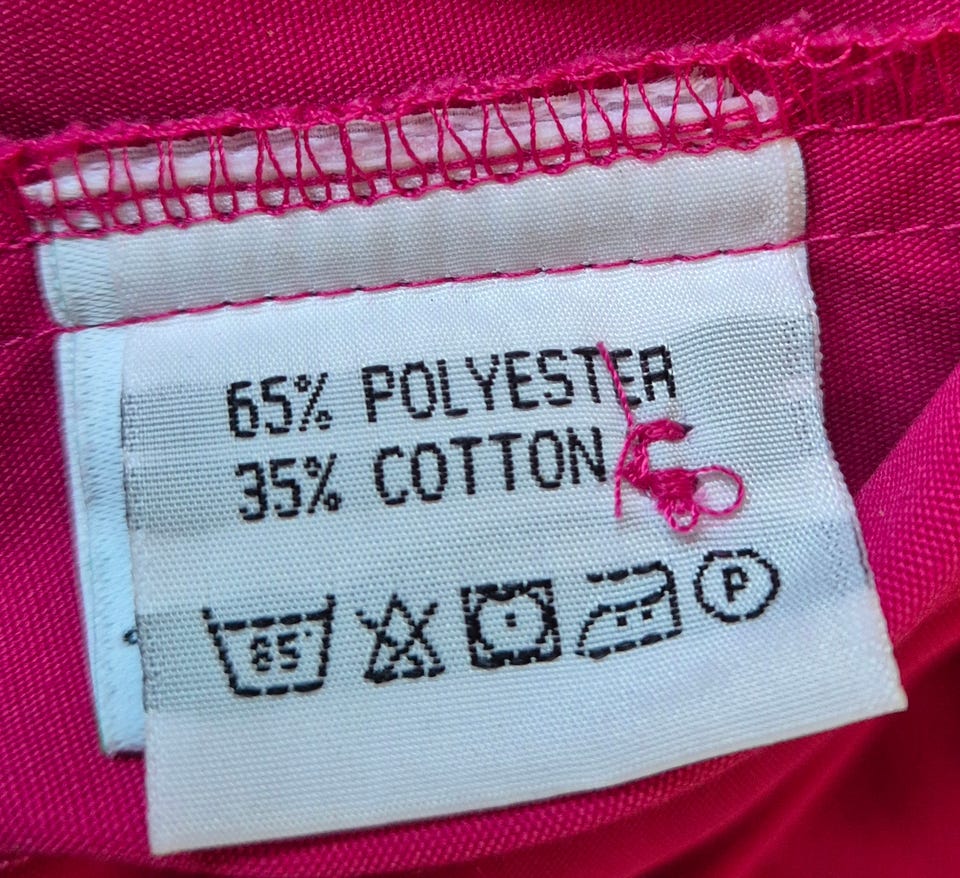 65% POLYESTER
35% COTTON
85° P